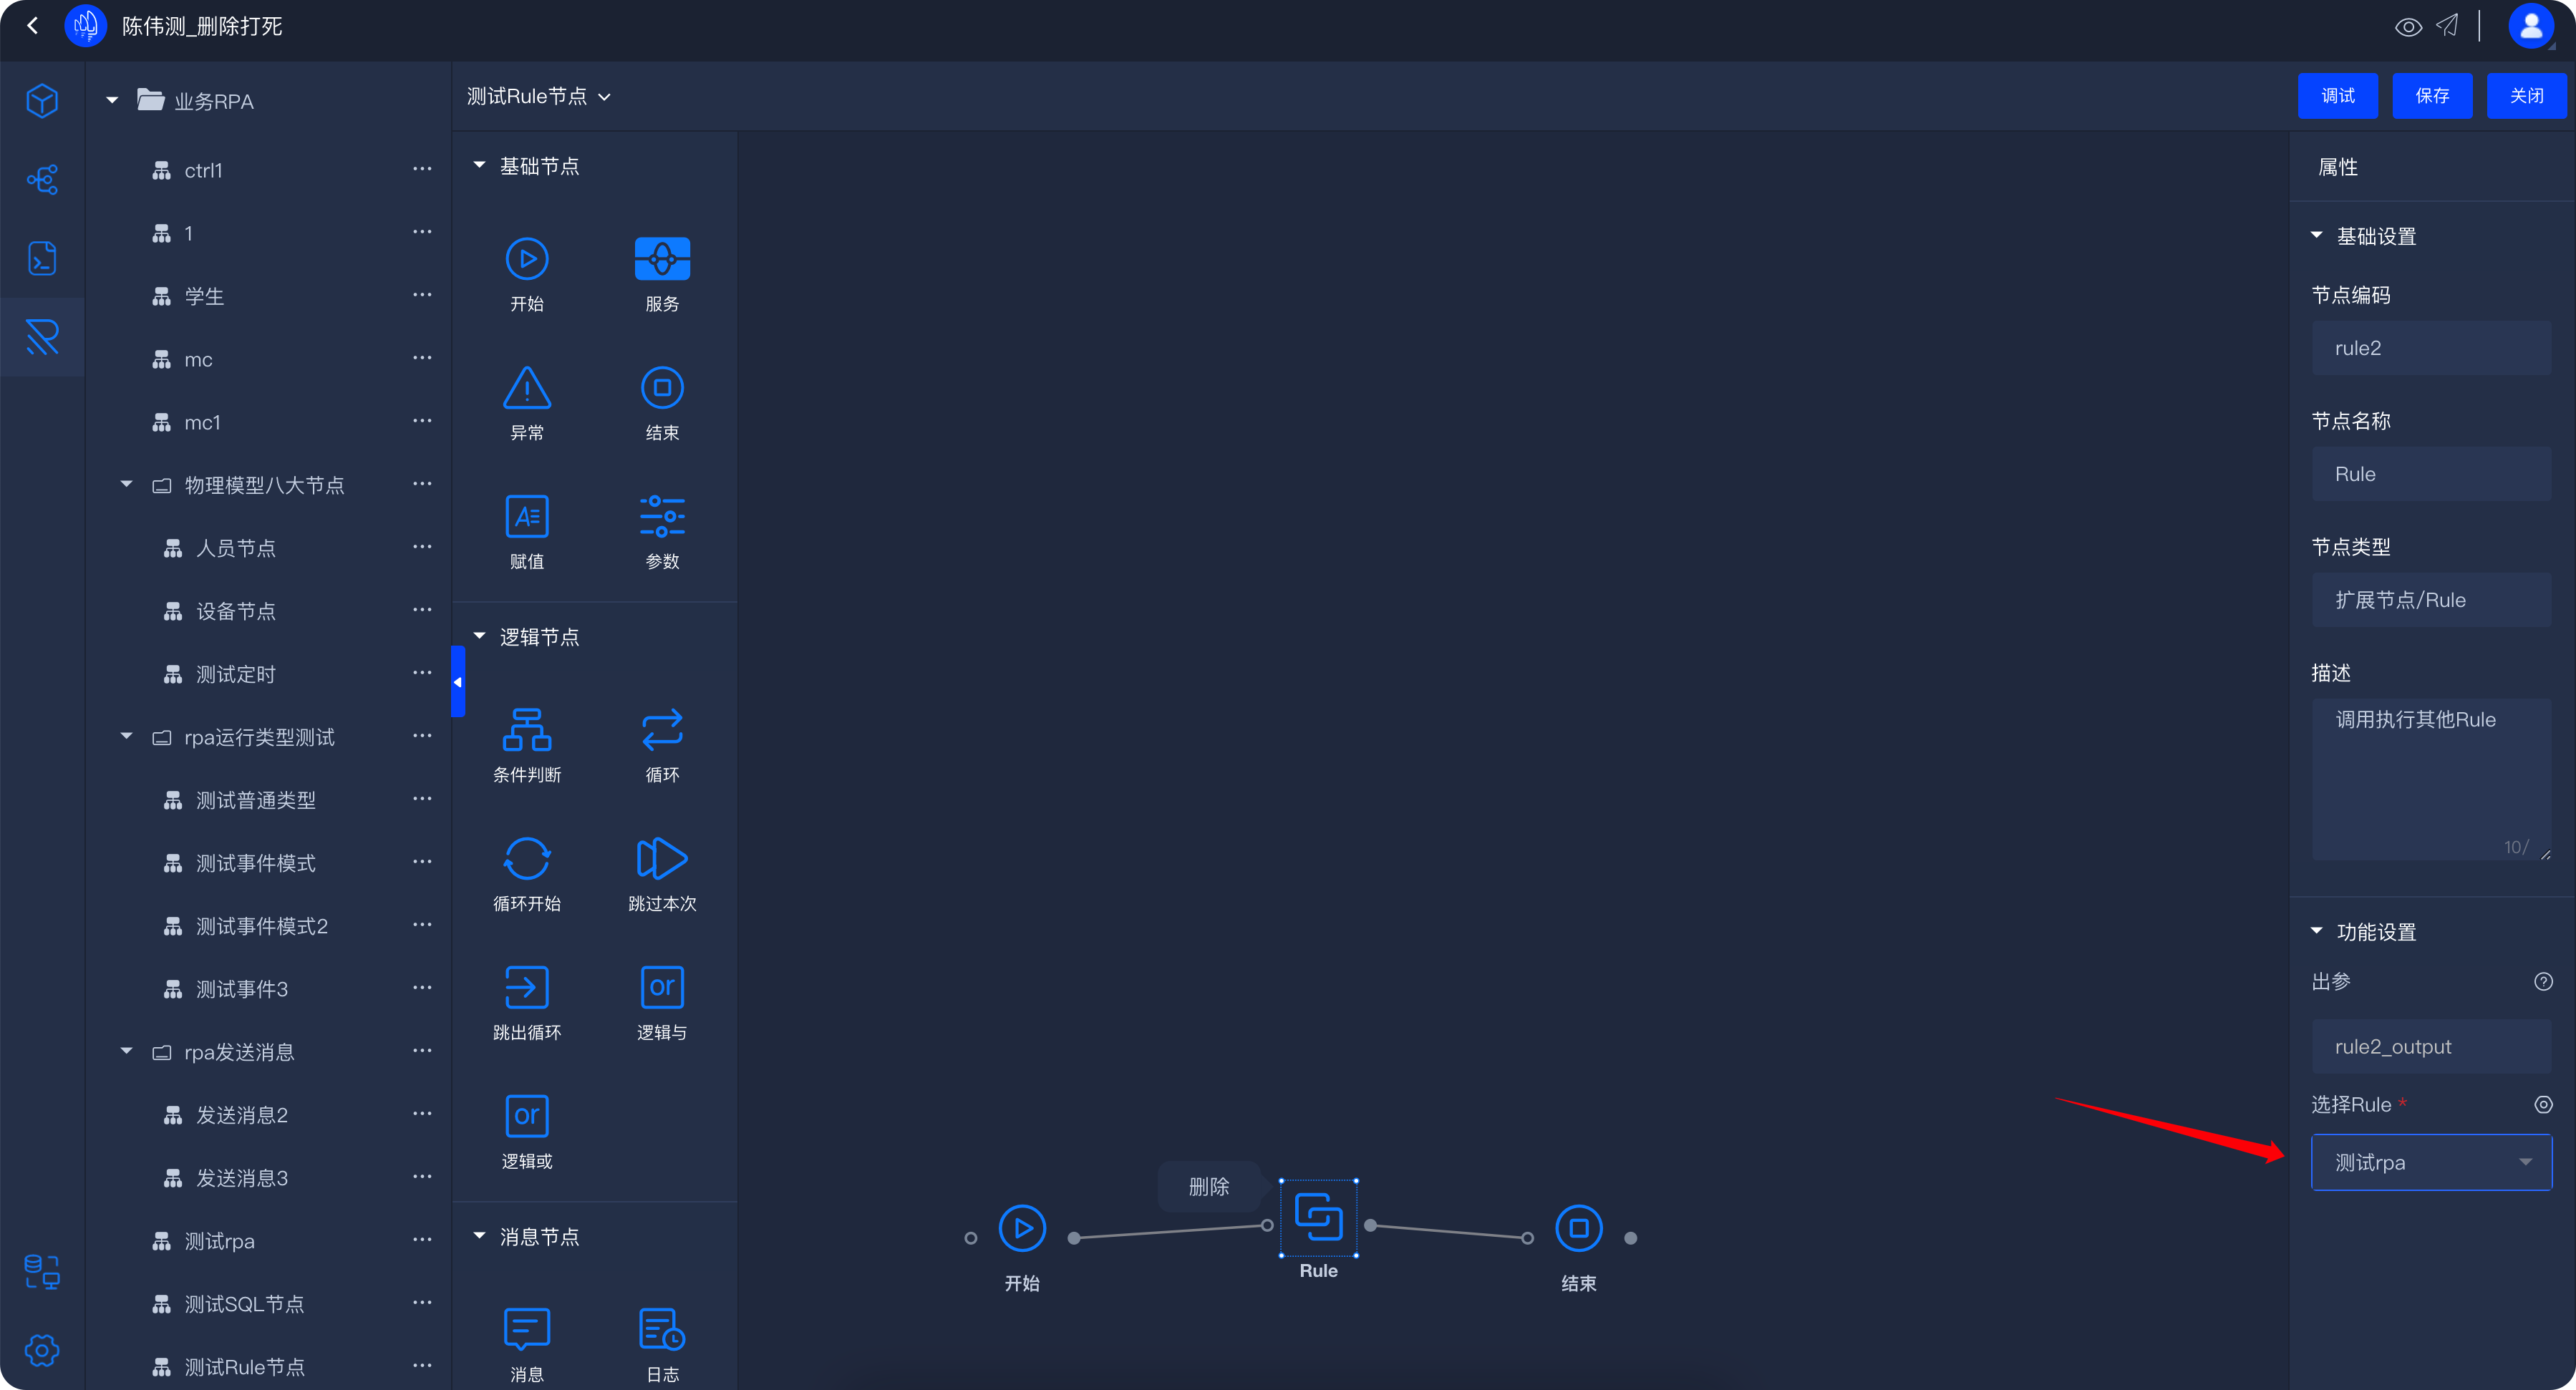 陈伟测_删除打死
业务RPA
ctrl1
1
学生
mc
mc1
物理模型八大节点
人员节点
设备节点
测试定时
rpa运行类型测试
测试普通类型
测试事件模式
测试事件模式2
测试事件3
rpa发送消息
发送消息2
发送消息3
测试rpa
测试SQL节点
测试Rule节点
测试Rule节点
调试
保存
关闭
基础节点
开始
服务
异常
结束
赋值
参数
逻辑节点
条件判断
循环
循环开始
跳过本次
跳出循环
or
逻辑与
or
逻辑或
消息节点
消息
日志
删除
开始
Rule
结束
属性
基础设置
节点编码
rule2
节点名称
Rule
节点类型
扩展节点/Rule
描述
调用执行其他Rule
10/
功能设置
出参
rule2_output
选择Rule *
测试rpa